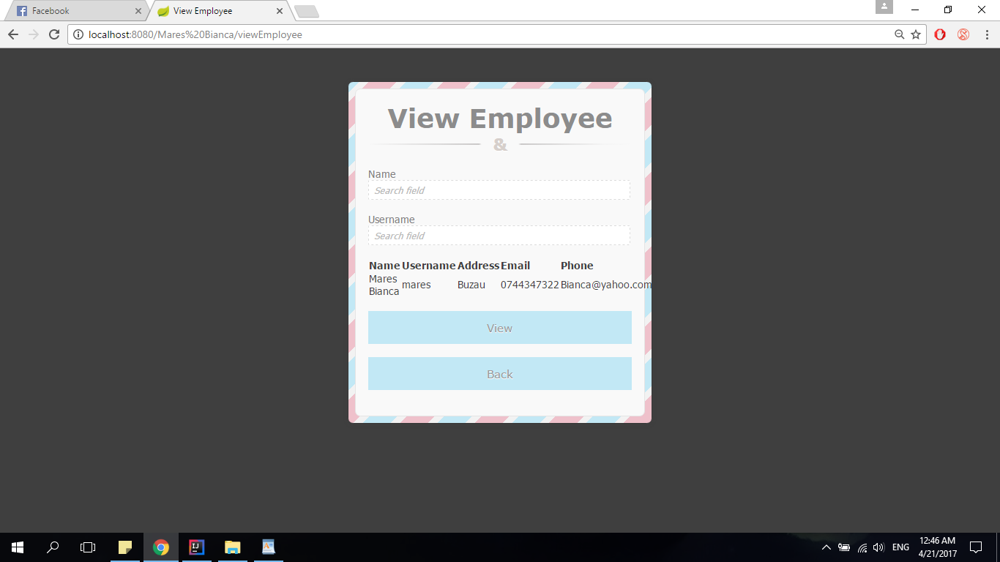 Facebook
View Employee
localhost:8080/Mares%20Bianca/viewEmployee
View Employee
&
Name
Search field
Username
Search field
Name Username Address Email Phone
Mares Bianca mares Buzau 0744347322 Bianca@yahoo.com
View
Back
ENG
12:46 AM
4/21/2017